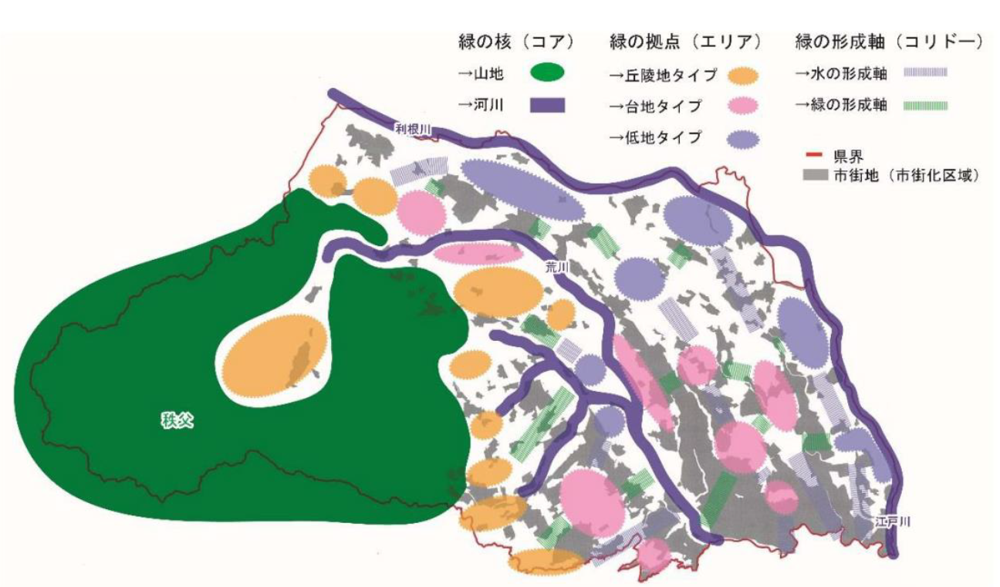 緑の核（コア）
→山地
→河川
緑の拠点（エリア）
→丘陵地タイプ
→台地タイプ
→低地タイプ
緑の形成軸（コリドー）
→水の形成軸
→緑の形成軸
県界
市街地（市街化区域）
利根川
荒川
秩父
江戸川